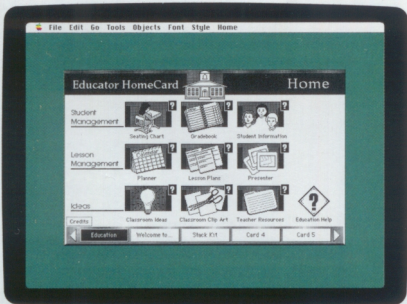 File Edit Go Tools Objects Font Style Home
Educator HomeCard
Home
Student
Management
?
?
?
Seating Chart
Gradebook
Student Information
Lesson
Management
?
?
?
Planner
Lesson Plans
Presenter
Ideas
?
?
?
?
Classroom Ideas
Classroom Clip Art
Teacher Resources
Education Help
Credits
Education
Welcome to...
Stack Kit
Card 4
Card 5